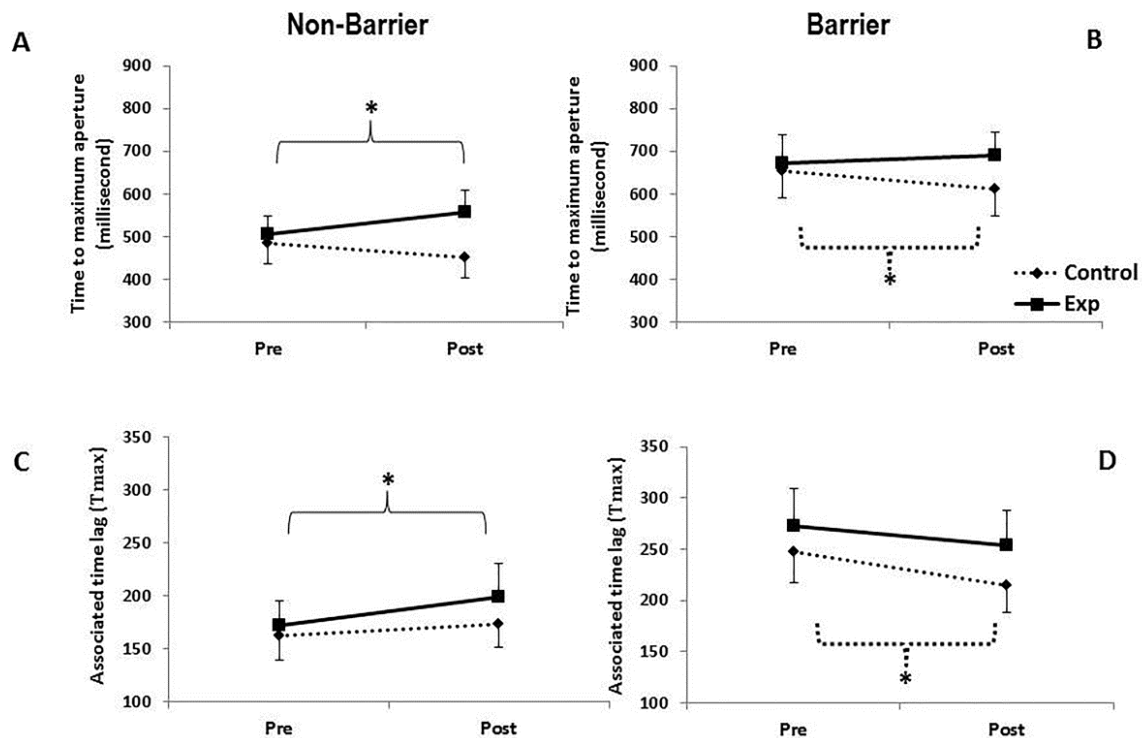 Non-Barrier
Barrier
A
B
Time to maximum aperture
(millisecond)
900
800
700
600
500
400
300
*
Pre
Post
Time to maximum aperture
(millisecond)
900
800
700
600
500
400
300
*
Pre
Post
Control
Exp
C
D
Associated time lag (Tmax)
350
300
250
200
150
100
*
Pre
Post
Associated time lag (Tmax)
350
300
250
200
150
100
*
Pre
Post